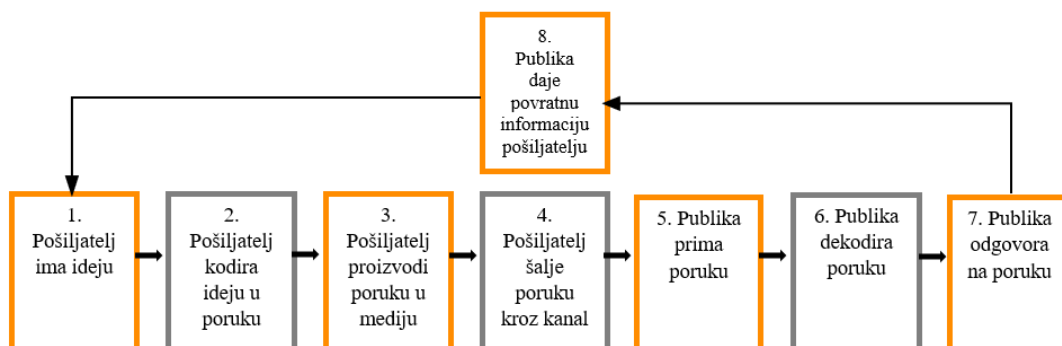 8.
Publika
daje
povratnu
informaciju
pošiljatelju
1.
Pošiljatelj
ima ideju
2.
Pošiljatelj
kodira
ideju u
poruku
3.
Pošiljatelj
proizvodi
poruku u
mediju
4.
Pošiljatelj
šalje
poruku
kroz kanal
5. Publika
prima
poruku
6. Publika
dekodira
poruku
7. Publika
odgovora
na poruku